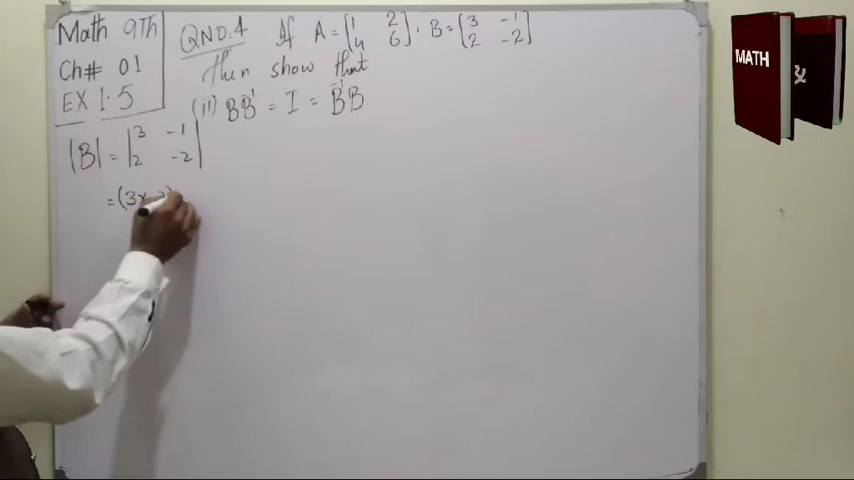 Math 9Th
Ch# 01
EX 1.5
QNO.4 If A = [1 2 4 6], B = [3 -1 2 -2]
then show that
(ii) BB⁻¹ = I = B⁻¹B
|B| = |3 -1 2 -2|
= (3×
MATH